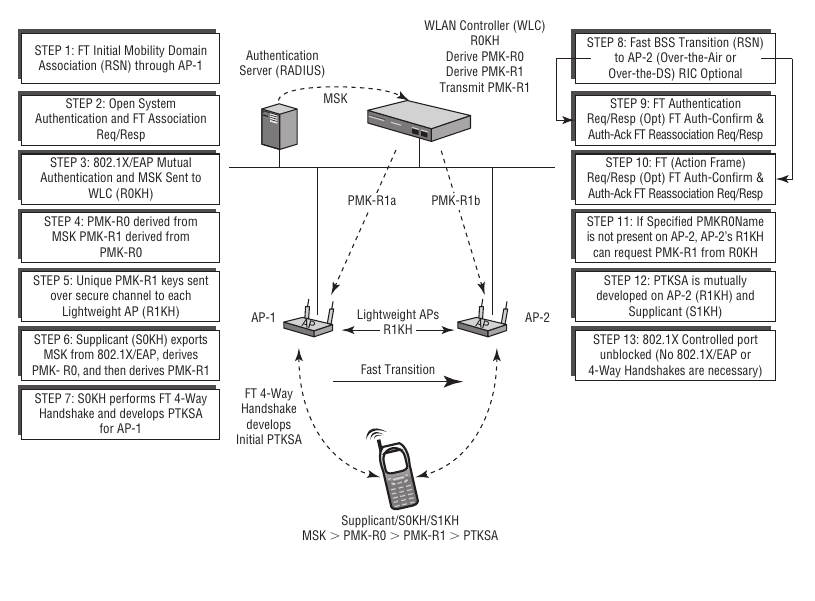 STEP 1: FT Initial Mobility Domain
Association (RSN) through AP-1
STEP 2: Open System
Authentication and FT Association
Req/Resp
STEP 3: 802.1X/EAP Mutual
Authentication and MSK Sent to
WLC (R0KH)
STEP 4: PMK-R0 derived from
MSK PMK-R1 derived from
PMK-R0
STEP 5: Unique PMK-R1 keys sent
over secure channel to each
Lightweight AP (R1KH)
STEP 6: Supplicant (S0KH) exports
MSK from 802.1X/EAP, derives
PMK- R0, and then derives PMK-R1
STEP 7: S0KH performs FT 4-Way
Handshake and develops PTKSA
for AP-1
Authentication
Server (RADIUS)
MSK
WLAN Controller (WLC)
R0KH
Derive PMK-R0
Derive PMK-R1
Transmit PMK-R1
PMK-R1a
PMK-R1b
AP-1
AP
Lightweight APs
R1KH
AP
AP-2
Fast Transition
FT 4-Way
Handshake
develops
Initial PTKSA
Supplicant/S0KH/S1KH
MSK > PMK-R0 > PMK-R1 > PTKSA
STEP 8: Fast BSS Transition (RSN)
to AP-2 (Over-the-Air or
Over-the-DS) RIC Optional
STEP 9: FT Authentication
Req/Resp (Opt) FT Auth-Confirm &
Auth-Ack FT Reassociation Req/Resp
STEP 10: FT (Action Frame)
Req/Resp (Opt) FT Auth-Confirm &
Auth-Ack FT Reassociation Req/Resp
STEP 11: If Specified PMKR0Name
is not present on AP-2, AP-2's R1KH
can request PMK-R1 from R0KH
STEP 12: PTKSA is mutually
developed on AP-2 (R1KH) and
Supplicant (S1KH)
STEP 13: 802.1X Controlled port
unblocked (No 802.1X/EAP or
4-Way Handshakes are necessary)